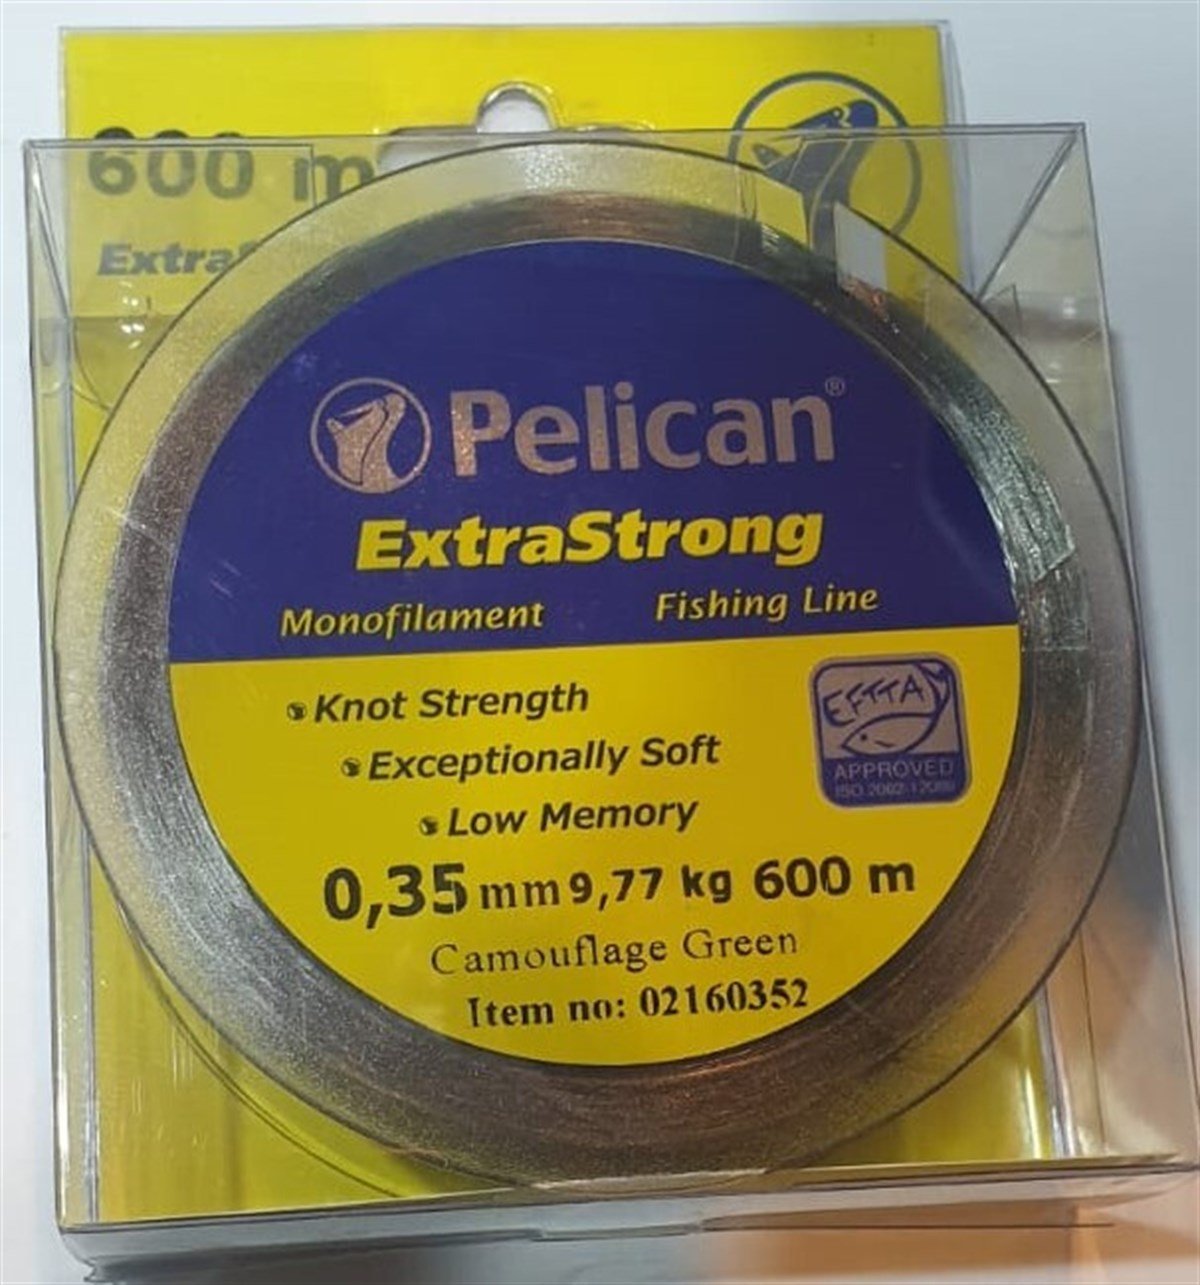 600 m
Extra
Pelican®
ExtraStrong
Monofilament Fishing Line
Knot Strength
Exceptionally Soft
Low Memory
EFTTA
APPROVED
0,35 mm 9,77 kg 600 m
Camouflage Green
Item no: 02160352